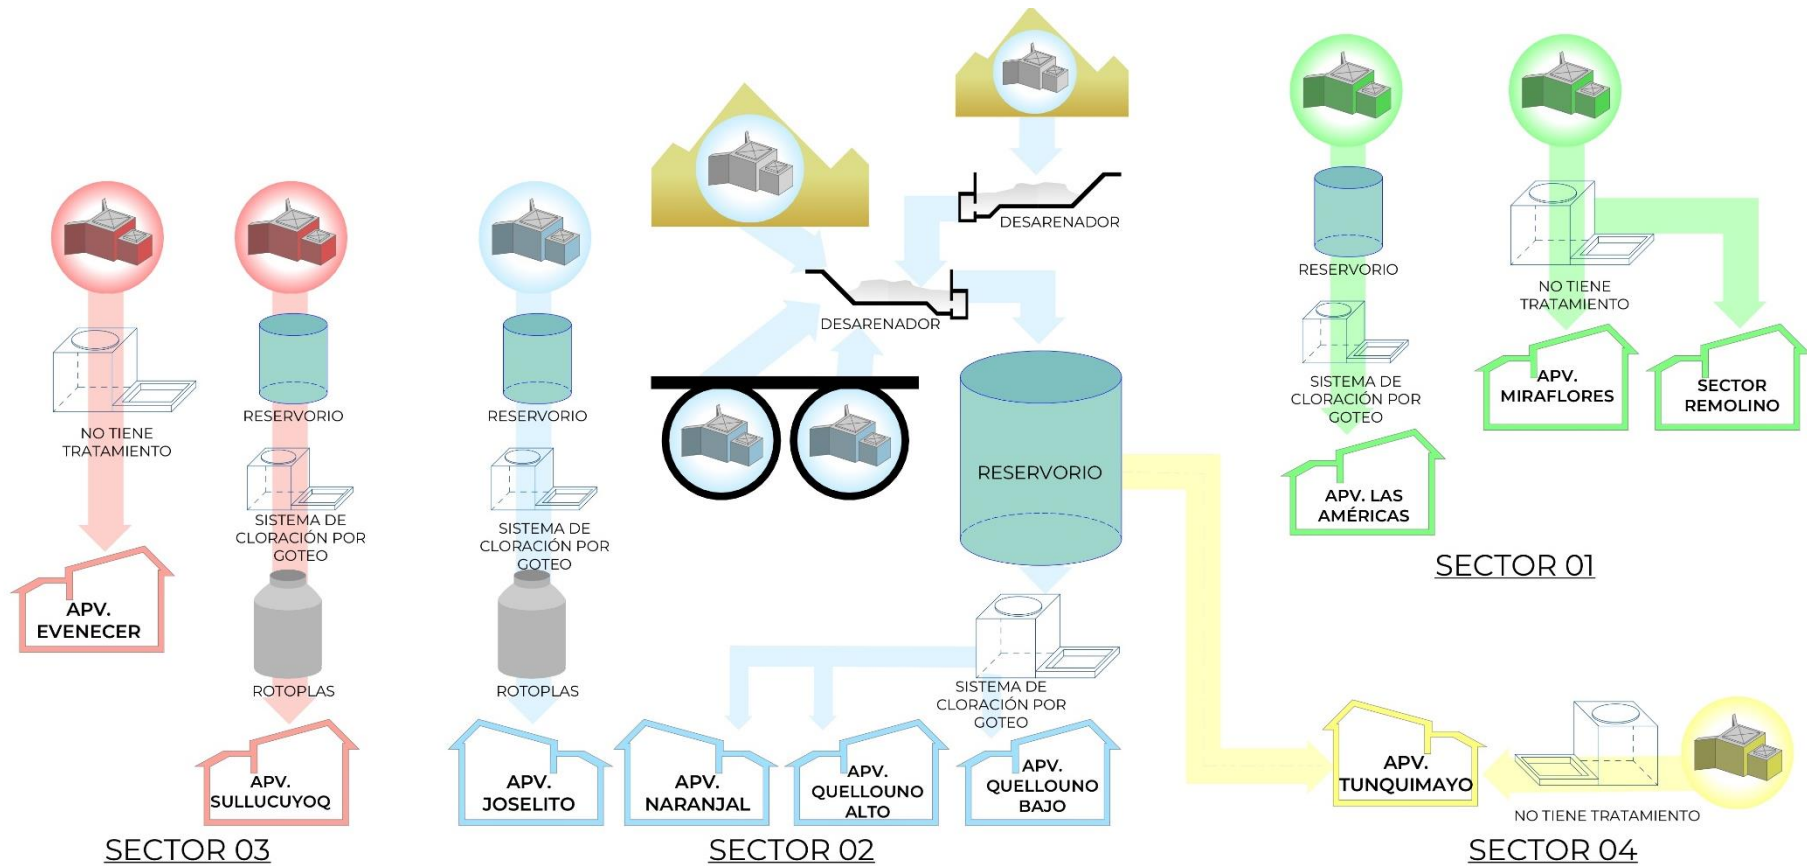 NO TIENE
TRATAMIENTO
APV.
EVENECER
RESERVORIO
SISTEMA DE
CLORACIÓN POR
GOTEO
ROTOPLAS
APV.
SULLUCUYOQ
SECTOR 03
RESERVORIO
SISTEMA DE
CLORACIÓN POR
GOTEO
ROTOPLAS
APV.
JOSELITO
DESARENADOR
DESARENADOR
RESERVORIO
SISTEMA DE
CLORACIÓN POR
GOTEO
APV.
NARANJAL
APV.
QUELLOUNO
ALTO
APV.
QUELLOUNO
BAJO
SECTOR 02
RESERVORIO
SISTEMA DE
CLORACIÓN POR
GOTEO
APV. LAS
AMÉRICAS
NO TIENE
TRATAMIENTO
APV.
MIRAFLORES
SECTOR
REMOLINO
SECTOR 01
APV.
TUNQUIMAYO
NO TIENE TRATAMIENTO
SECTOR 04